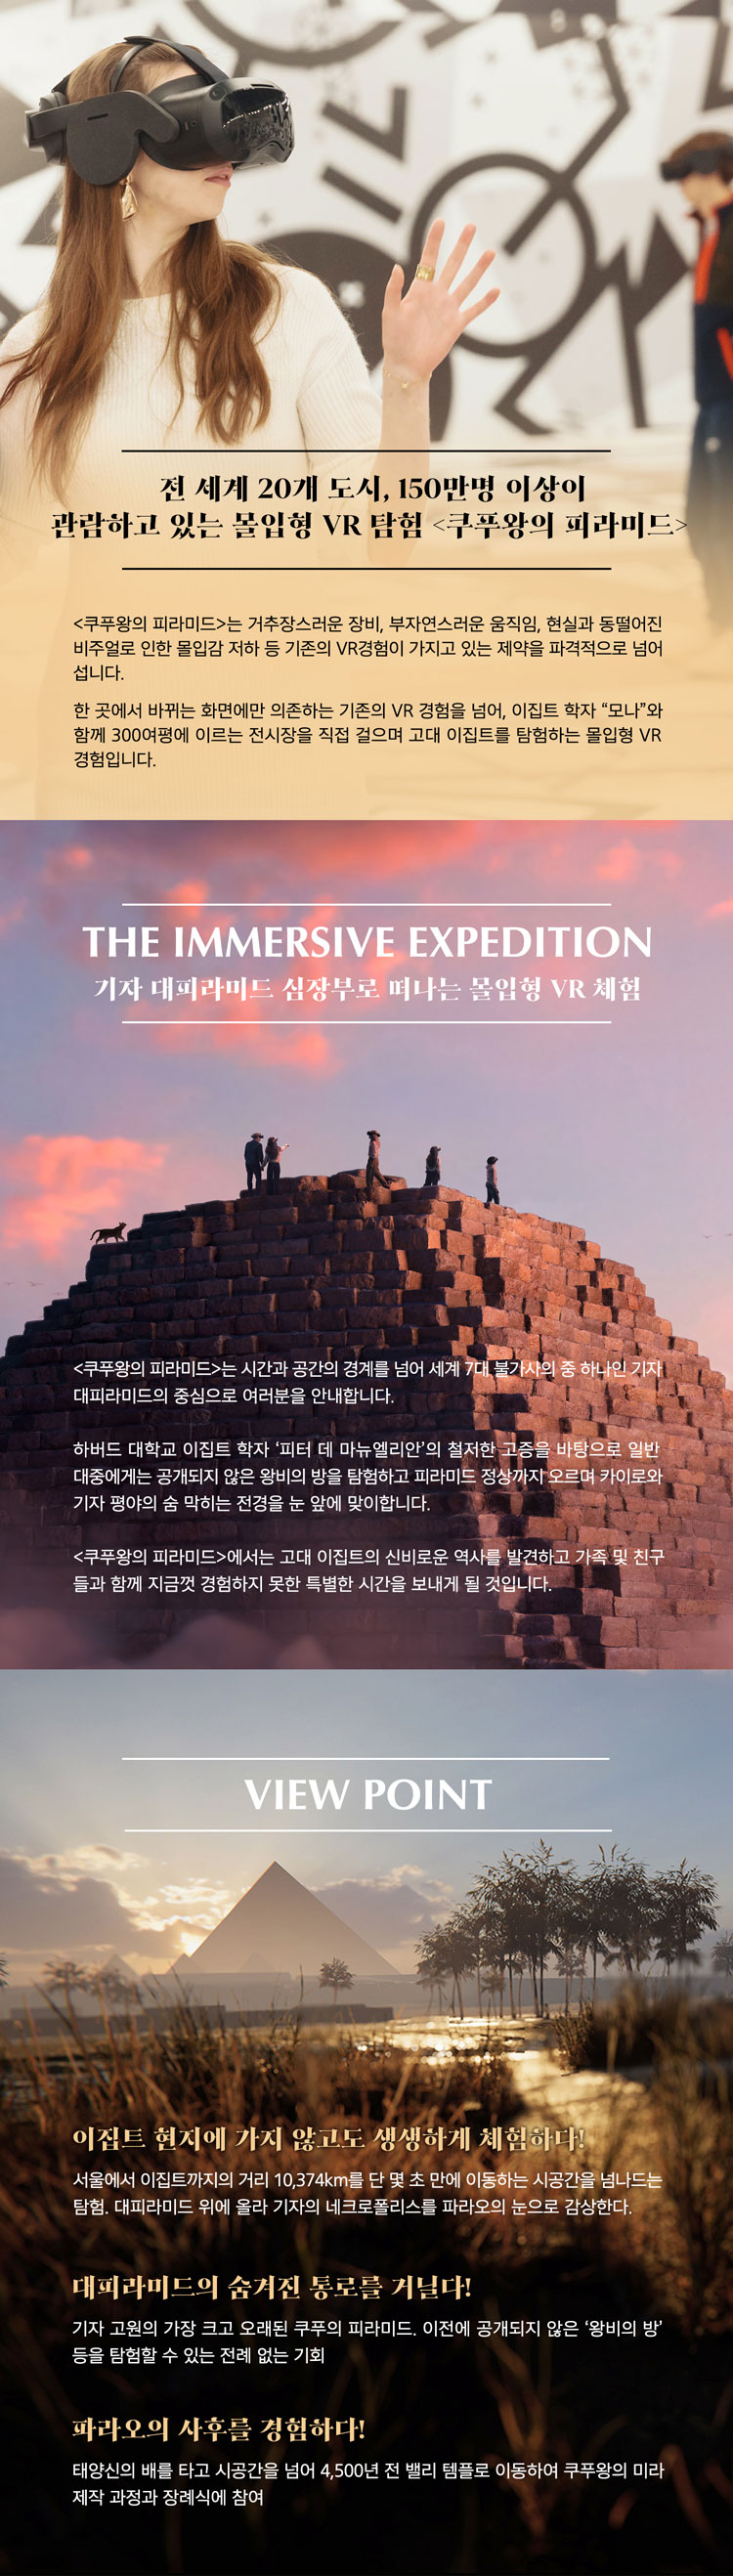 전 세계 20개 도시, 150만명 이상이
관람하고 있는 몰입형 VR 탐험 <쿠푸왕의 피라미드>
<쿠푸왕의 피라미드>는 거추장스러운 장비, 부자연스러운 움직임, 현실과 동떨어진
비주얼로 인한 몰입감 저하 등 기존의 VR경험이 가지고 있는 제약을 파격적으로 넘어
섭니다.
한 곳에서 바뀌는 화면에만 의존하는 기존의 VR 경험을 넘어, 이집트 학자 “모나”와
함께 300여평에 이르는 전시장을 직접 걸으며 고대 이집트를 탐험하는 몰입형 VR
경험입니다.
THE IMMERSIVE EXPEDITION
기자 대피라미드 심장부로 떠나는 몰입형 VR 체험
<쿠푸왕의 피라미드>는 시간과 공간의 경계를 넘어 세계 7대 불가사의 중 하나인 기자
대피라미드의 중심으로 여러분을 안내합니다.
하버드 대학교 이집트 학자 ‘피터 데 마뉴엘리안’의 철저한 고증을 바탕으로 일반
대중에게는 공개되지 않은 왕비의 방을 탐험하고 피라미드 정상까지 오르며 카이로와
기자 평야의 숨 막히는 전경을 눈 앞에 맞이합니다.
<쿠푸왕의 피라미드>에서는 고대 이집트의 신비로운 역사를 발견하고 가족 및 친구
들과 함께 지금껏 경험하지 못한 특별한 시간을 보내게 될 것입니다.
VIEW POINT
이집트 현지에 가지 않고도 생생하게 체험하다!
서울에서 이집트까지의 거리 10,374km를 단 몇 초 만에 이동하는 시공간을 넘나드는
탐험. 대피라미드 위에 올라 기자의 네크로폴리스를 파라오의 눈으로 감상한다.
대피라미드의 숨겨진 통로를 거닐다!
기자 고원의 가장 크고 오래된 쿠푸의 피라미드. 이전에 공개되지 않은 ‘왕비의 방’
등을 탐험할 수 있는 전례 없는 기회
파라오의 사후를 경험하다!
태양신의 배를 타고 시공간을 넘어 4,500년 전 밸리 템플로 이동하여 쿠푸왕의 미라
제작 과정과 장례식에 참여